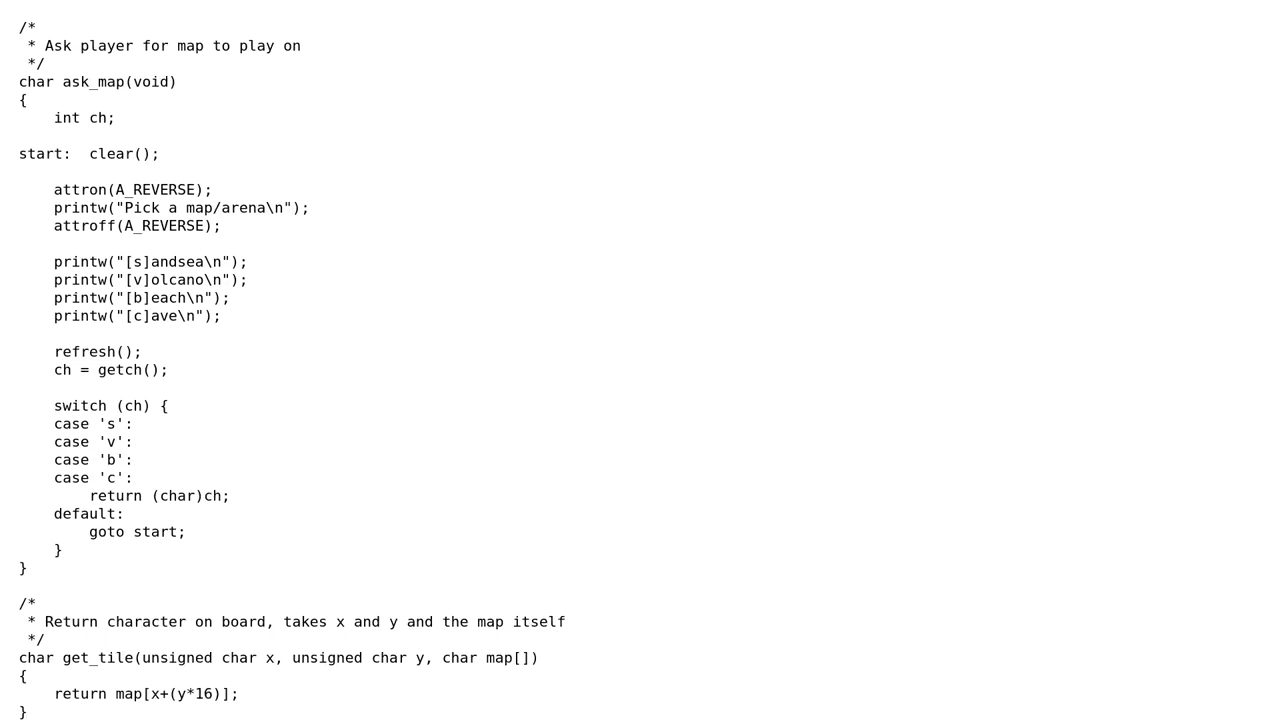 /*
 * Ask player for map to play on
 */
char ask_map(void)
{
    int ch;

start:  clear();

    attron(A_REVERSE);
    printw("Pick a map/arena\n");
    attroff(A_REVERSE);

    printw("[s]andsea\n");
    printw("[v]olcano\n");
    printw("[b]each\n");
    printw("[c]ave\n");

    refresh();
    ch = getch();

    switch (ch) {
    case 's':
    case 'v':
    case 'b':
    case 'c':
        return (char)ch;
    default:
        goto start;
    }
}

/*
 * Return character on board, takes x and y and the map itself
 */
char get_tile(unsigned char x, unsigned char y, char map[])
{
    return map[x+(y*16)];
}